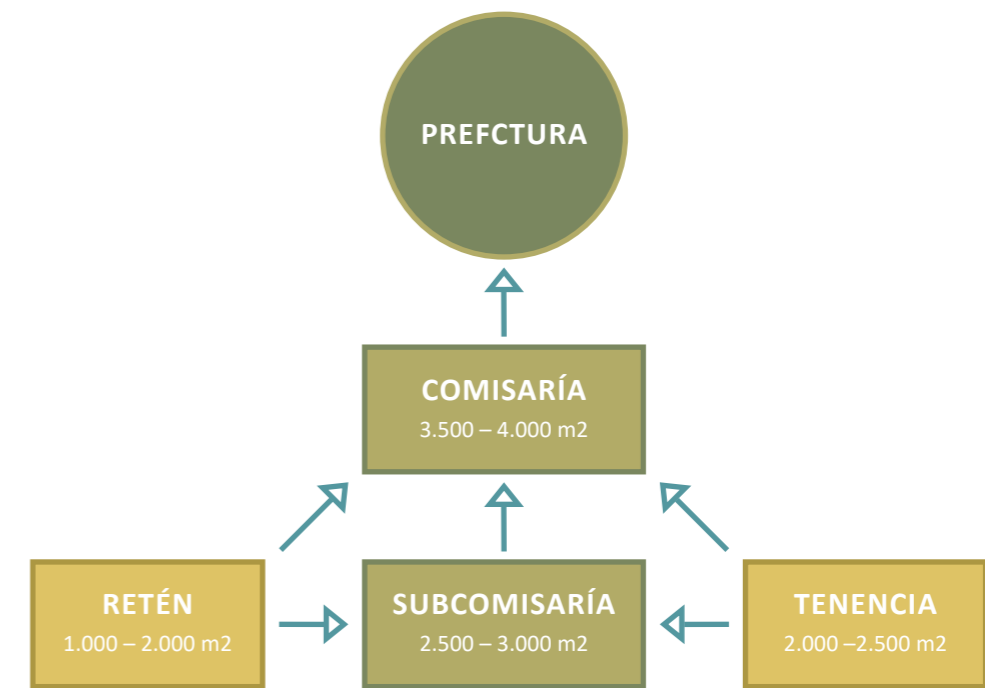 PREFCTURA
COMISARÍA
3.500 – 4.000 m2
RETÉN
1.000 – 2.000 m2
SUBCOMISARÍA
2.500 – 3.000 m2
TENENCIA
2.000 –2.500 m2